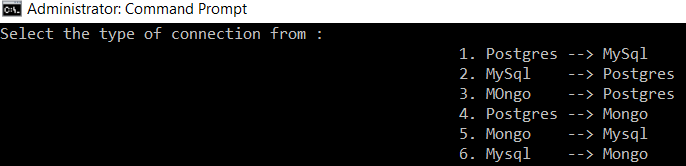 Administrator: Command Prompt
Select the type of connection from :
1. Postgres --> MySql
2. MySql --> Postgres
3. MOngo --> Postgres
4. Postgres --> Mongo
5. Mongo --> Mysql
6. Mysql --> Mongo